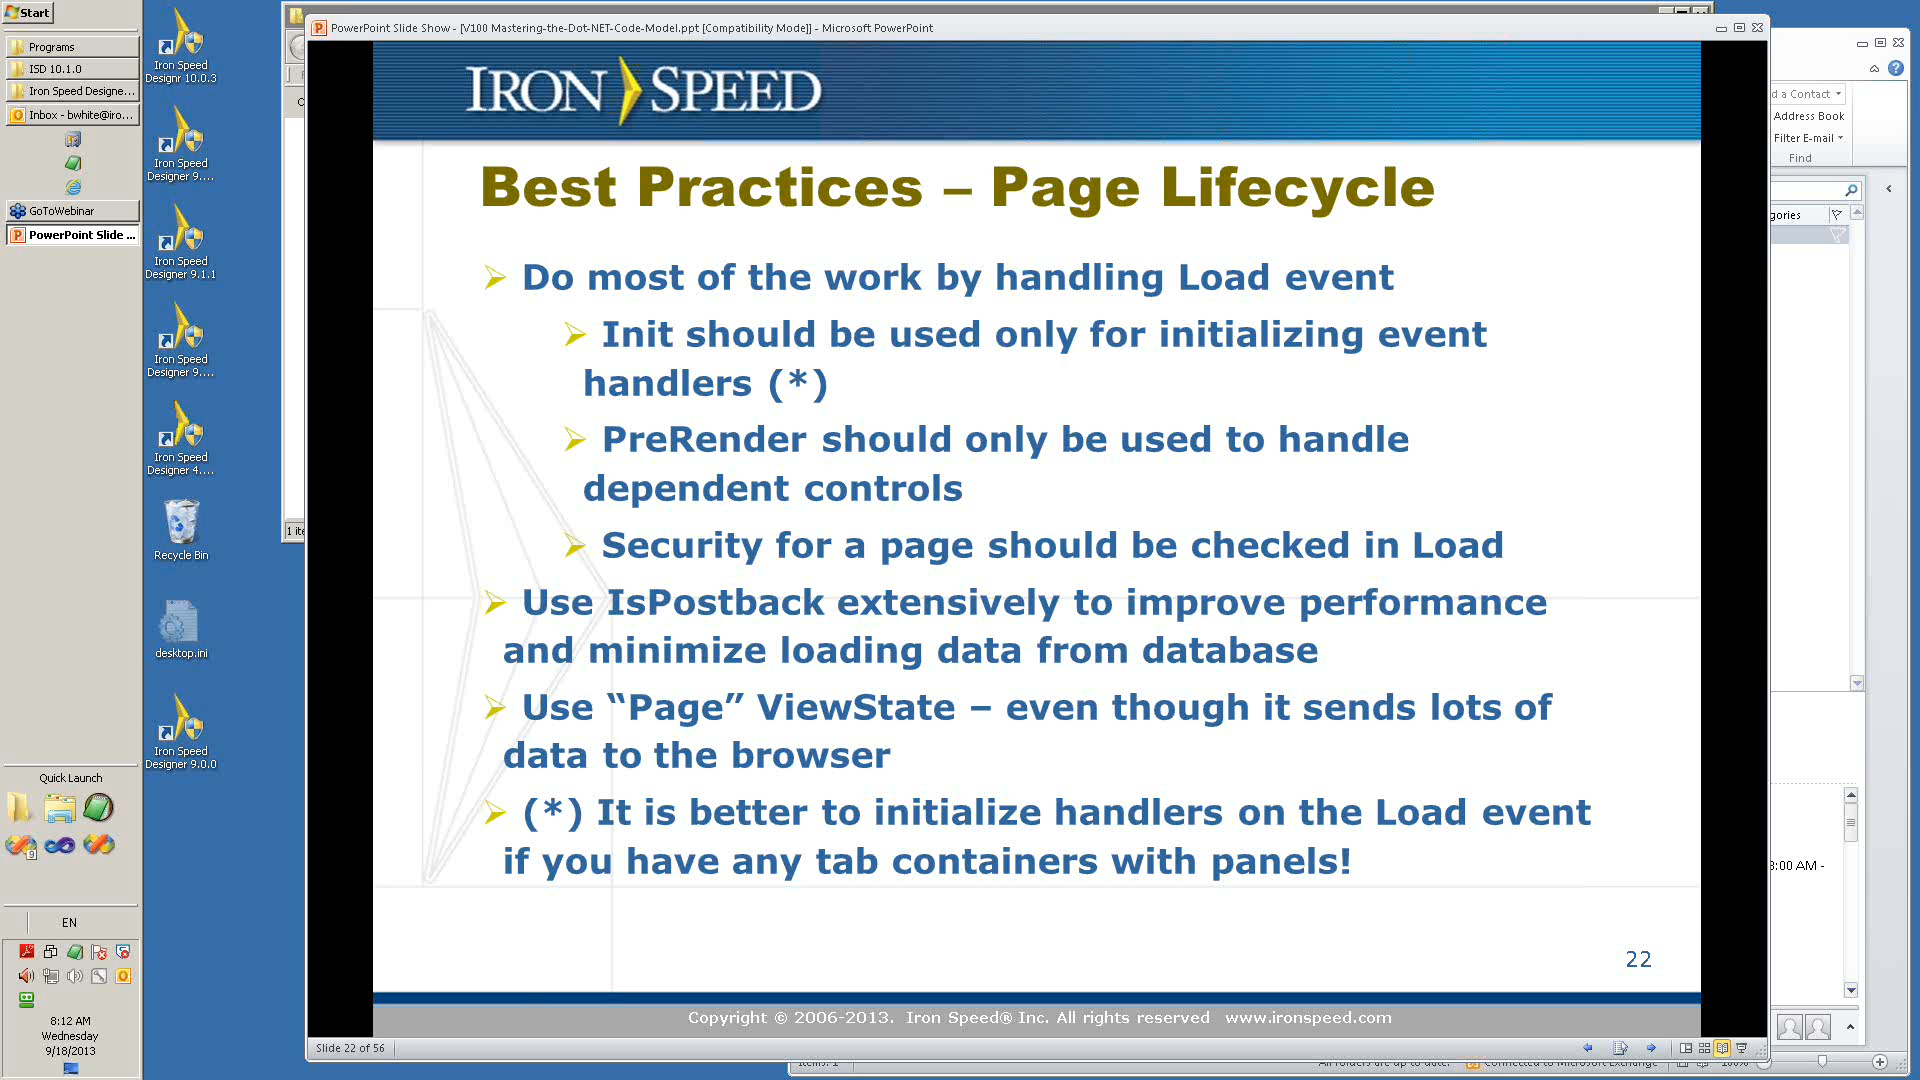 Start
Programs
ISD 10.1.0
Iron Speed Designe...
Inbox - bwhite@iro...
GoToWebinar
PowerPoint Slide ...
Quick Launch
9
EN
8:12 AM
Wednesday
9/18/2013
Iron Speed
Designr 10.0.3
Iron Speed
Designer 9....
Iron Speed
Designer 9.1.1
Iron Speed
Designer 9....
Iron Speed
Designer 4....
Recycle Bin
desktop.ini
Iron Speed
Designer 9.0.0
PowerPoint Slide Show - [V100 Mastering-the-Dot-NET-Code-Model.ppt [Compatibility Mode]] - Microsoft PowerPoint
IRON SPEED
Best Practices – Page Lifecycle
Do most of the work by handling Load event
Init should be used only for initializing event
handlers (*)
PreRender should only be used to handle
dependent controls
Security for a page should be checked in Load
Use IsPostback extensively to improve performance
and minimize loading data from database
Use “Page” ViewState – even though it sends lots of
data to the browser
(*) It is better to initialize handlers on the Load event
if you have any tab containers with panels!
22
Copyright © 2006-2013. Iron Speed® Inc. All rights reserved www.ironspeed.com
Slide 22 of 56
1 ite
d a Contact
Address Book
Filter E-mail
Find
gories
8:00 AM -